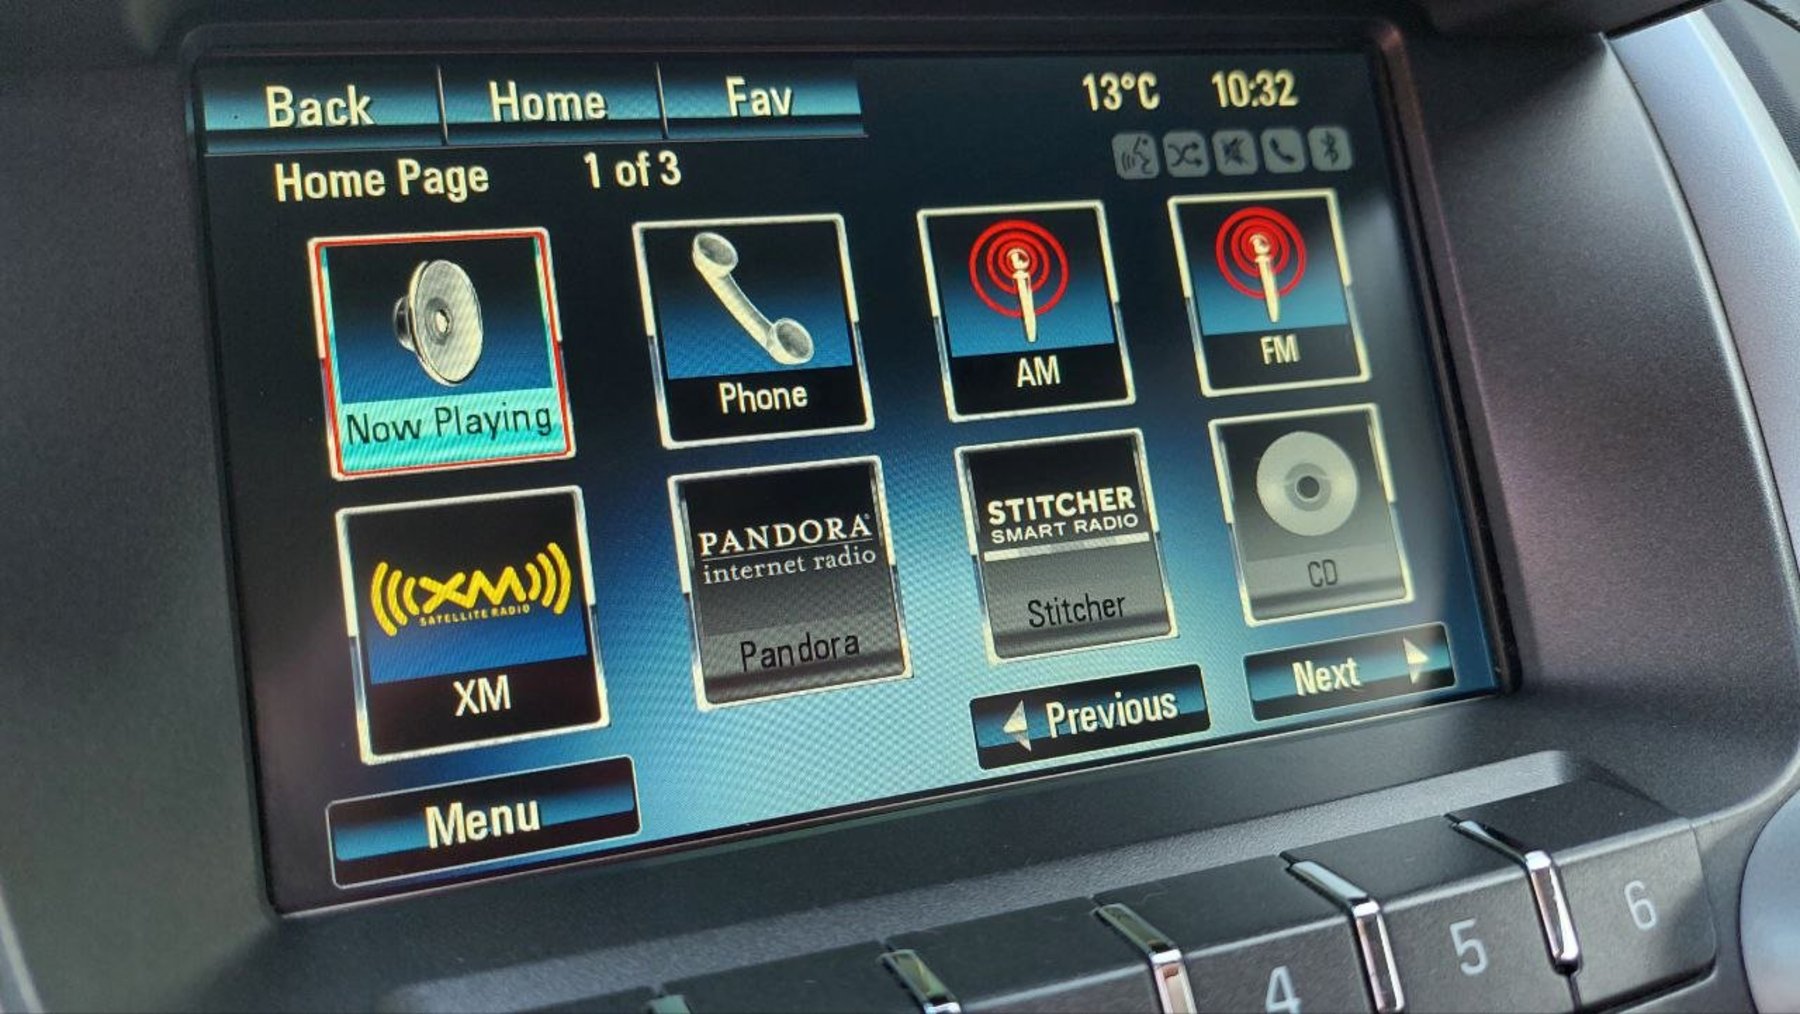 Back Home Fav 13°C 10:32
Home Page 1 of 3
Now Playing
Phone
AM
FM
XM
SATELLITE RADIO
XM
PANDORA®
internet radio
Pandora
STITCHER
SMART RADIO
Stitcher
CD
Previous
Next
Menu
4
5
6